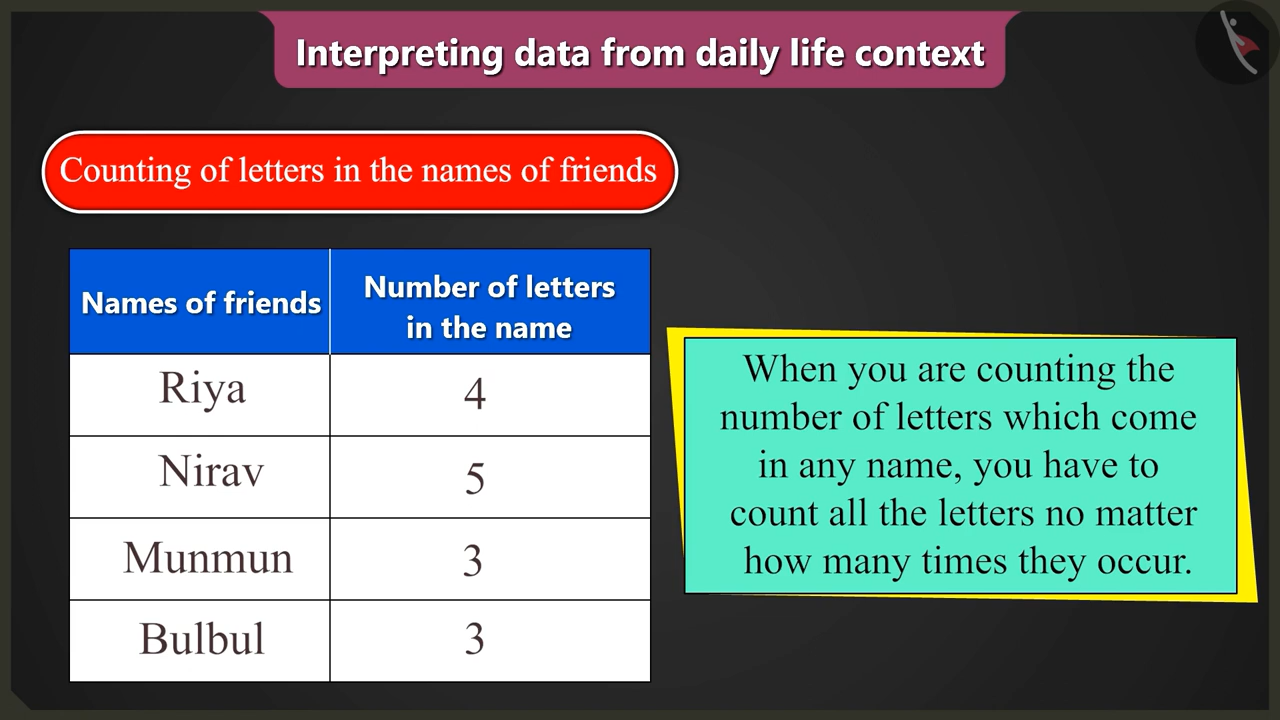 Interpreting data from daily life context
Counting of letters in the names of friends
Names of friends
Number of letters
in the name
Riya 4
Nirav 5
Munmun 3
Bulbul 3
When you are counting the
number of letters which come
in any name, you have to
count all the letters no matter
how many times they occur.